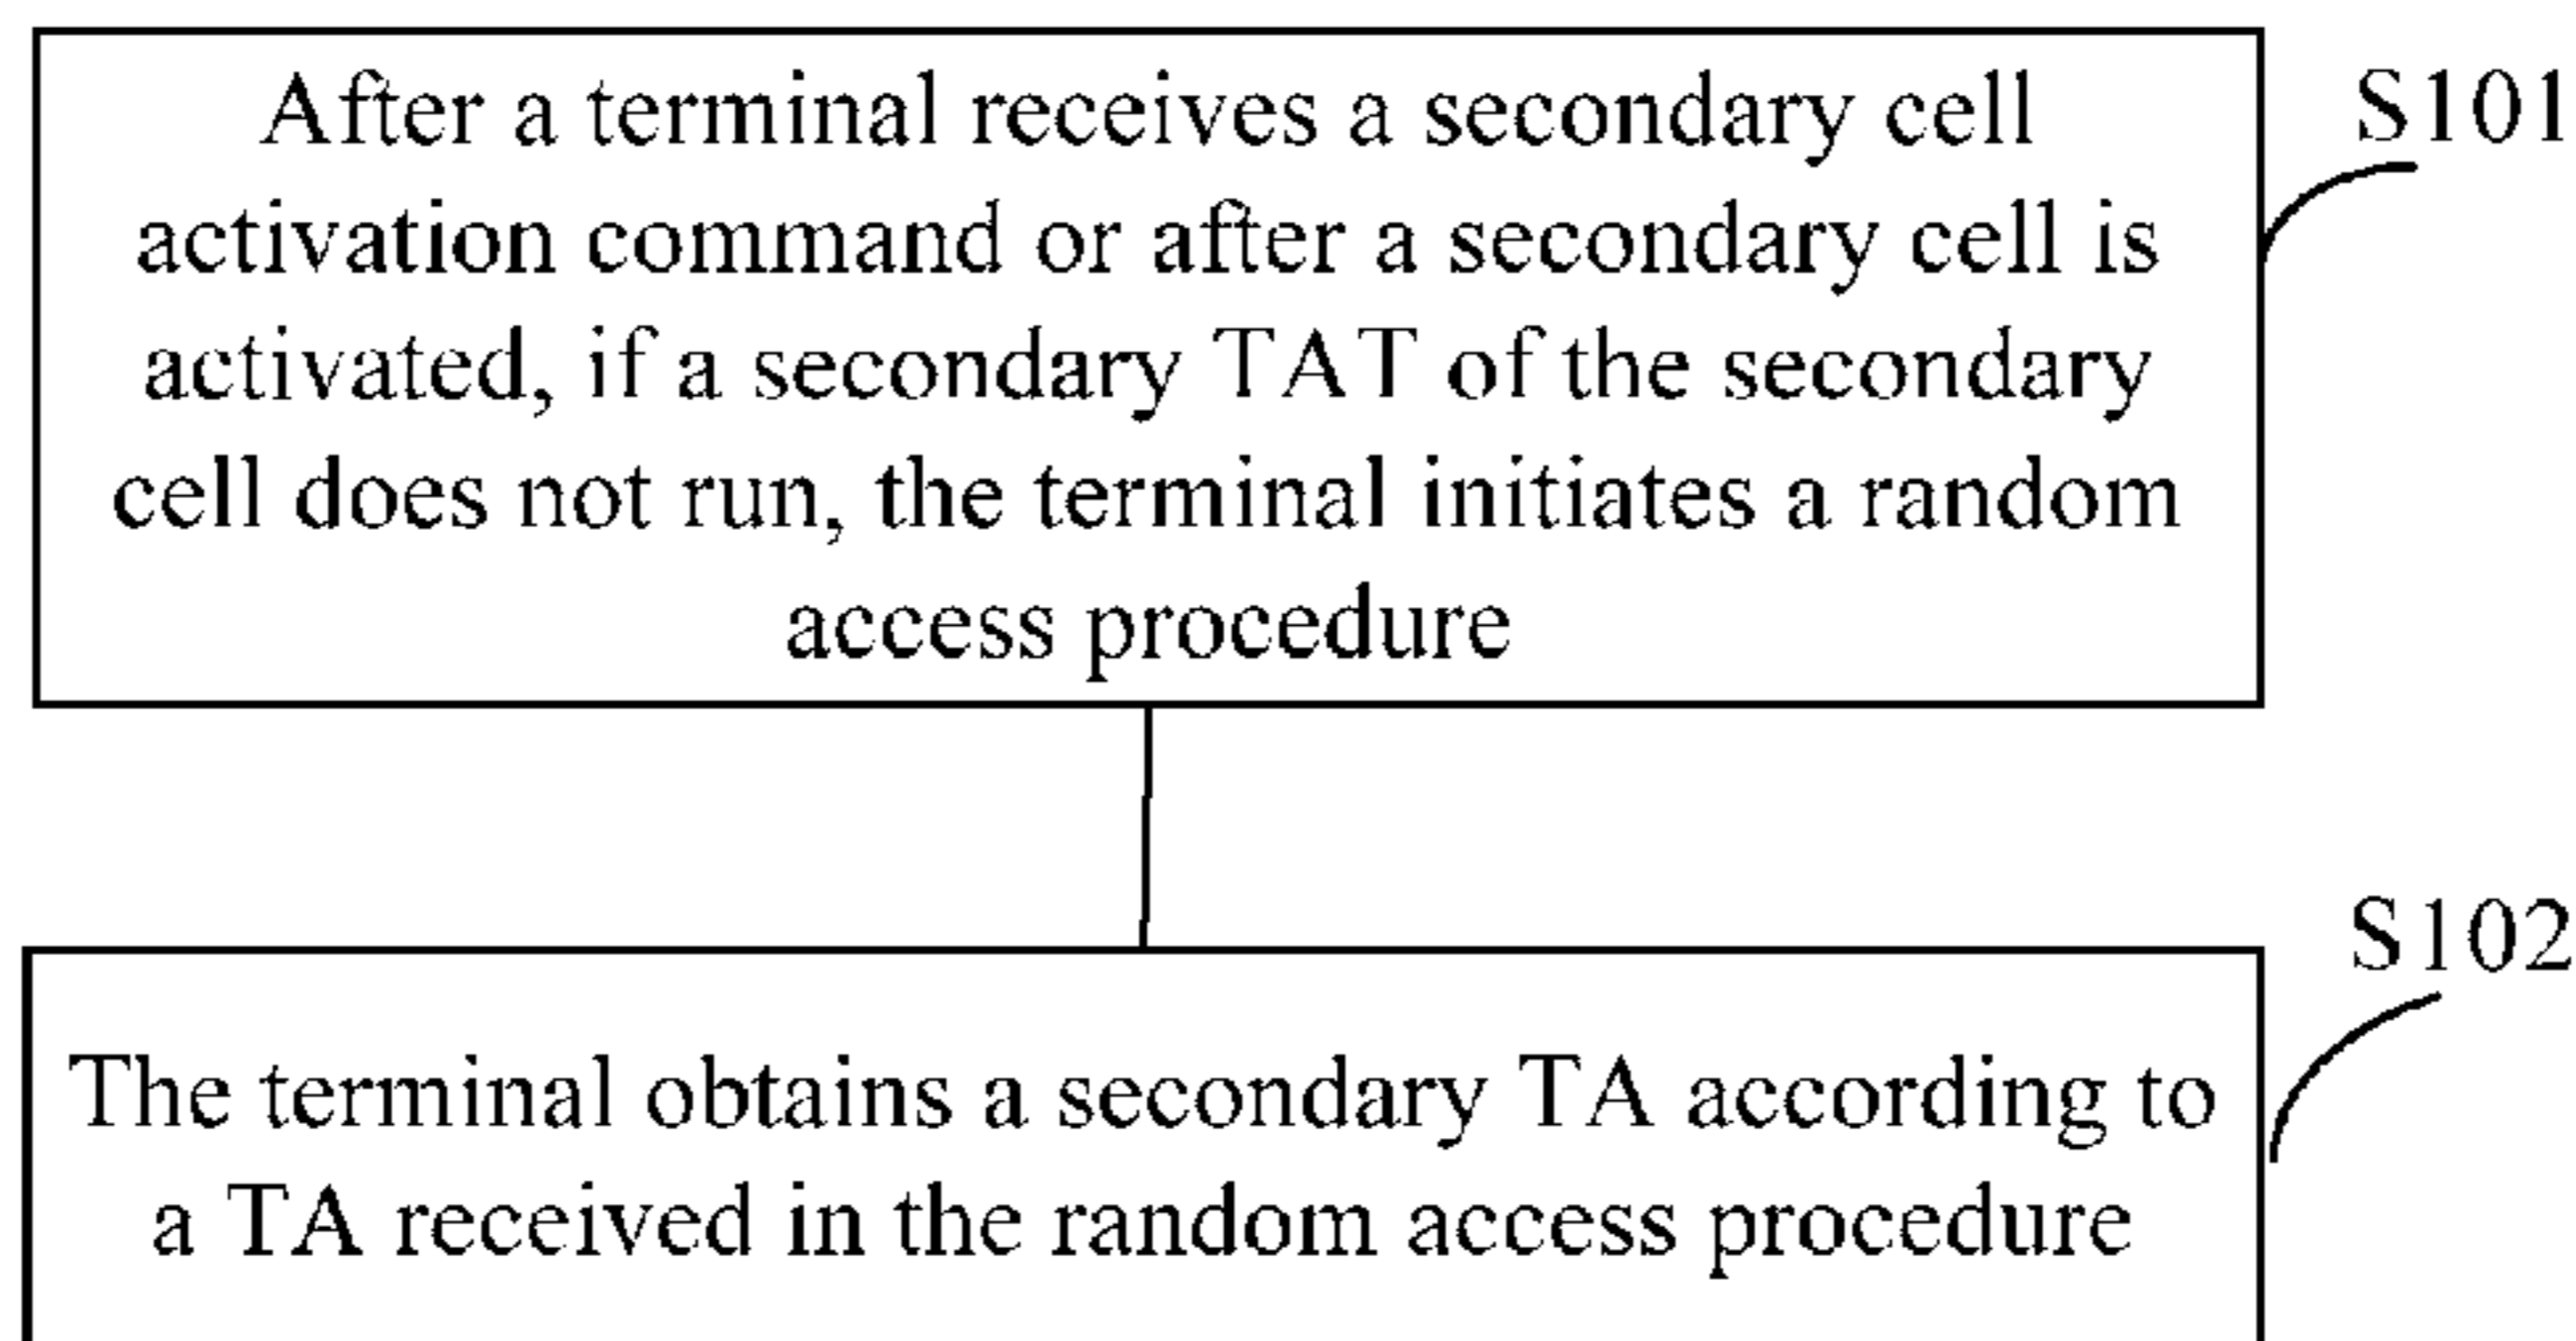 After a terminal receives a secondary cell
S101
activation command or after a secondary cell is
activated, if a secondary TAT of the secondary
cell does not run, the terminal initiates a random
access procedure
S102
The terminal obtains a secondary TA according to
a TA received in the random access procedure